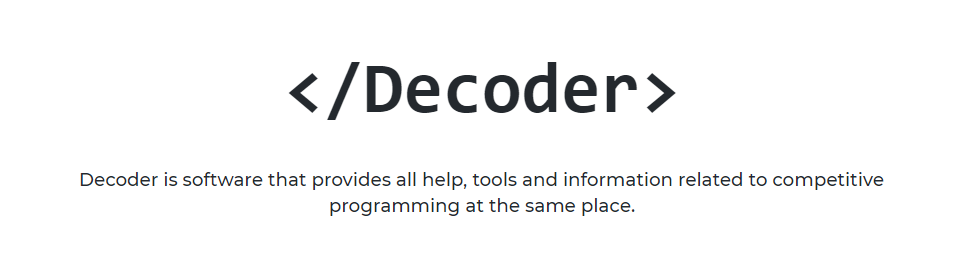 </Decoder>
Decoder is software that provides all help, tools and information related to competitive
programming at the same place.